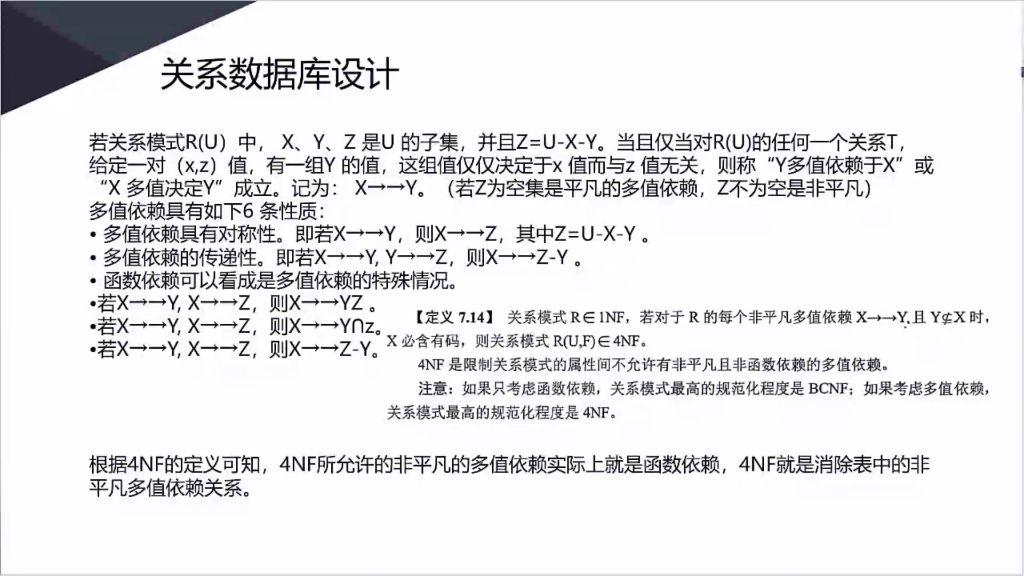 关系数据库设计
若关系模式R(U）中， X、Y、Z 是U 的子集，并且Z=U-X-Y。当且仅当对R(U)的任何一个关系T，
给定一对（x,z）值，有一组Y 的值，这组值仅仅决定于x 值而与z 值无关，则称“Y多值依赖于X”或
“X 多值决定Y”成立。记为： X→→Y。（若Z为空集是平凡的多值依赖，Z不为空是非平凡）
多值依赖具有如下6 条性质：
• 多值依赖具有对称性。即若X→→Y，则X→→Z，其中Z=U-X-Y 。
• 多值依赖的传递性。即若X→→Y, Y→→Z，则X→→Z-Y 。
• 函数依赖可以看成是多值依赖的特殊情况。
•若X→→Y, X→→Z，则X→→YZ 。
•若X→→Y, X→→Z，则X→→Y∩z。
•若X→→Y, X→→Z，则X→→Z-Y。
【定义 7.14】 关系模式 R∈1NF，若对于 R 的每个非平凡多值依赖 X→→Y 且 Y⊈X 时，
X 必含有码，则关系模式 R(U,F)∈4NF。
4NF 是限制关系模式的属性间不允许有非平凡且非函数依赖的多值依赖。
注意：如果只考虑函数依赖，关系模式最高的规范化程度是 BCNF；如果考虑多值依赖，
关系模式最高的规范化程度是 4NF。
根据4NF的定义可知，4NF所允许的非平凡的多值依赖实际上就是函数依赖，4NF就是消除表中的非
平凡多值依赖关系。